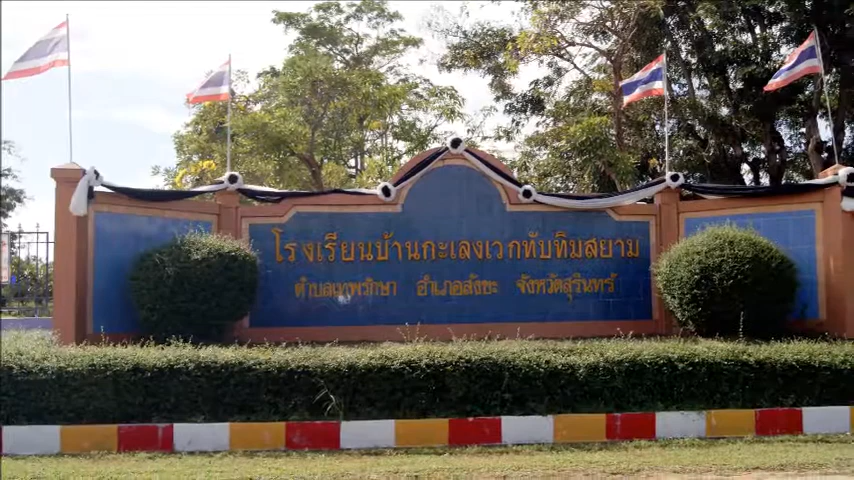 โรงเรียนบ้านกะเลงเวกทับทิมสยาม
ตำบลเทพรักษา อำเภอสังขะ จังหวัดสุรินทร์